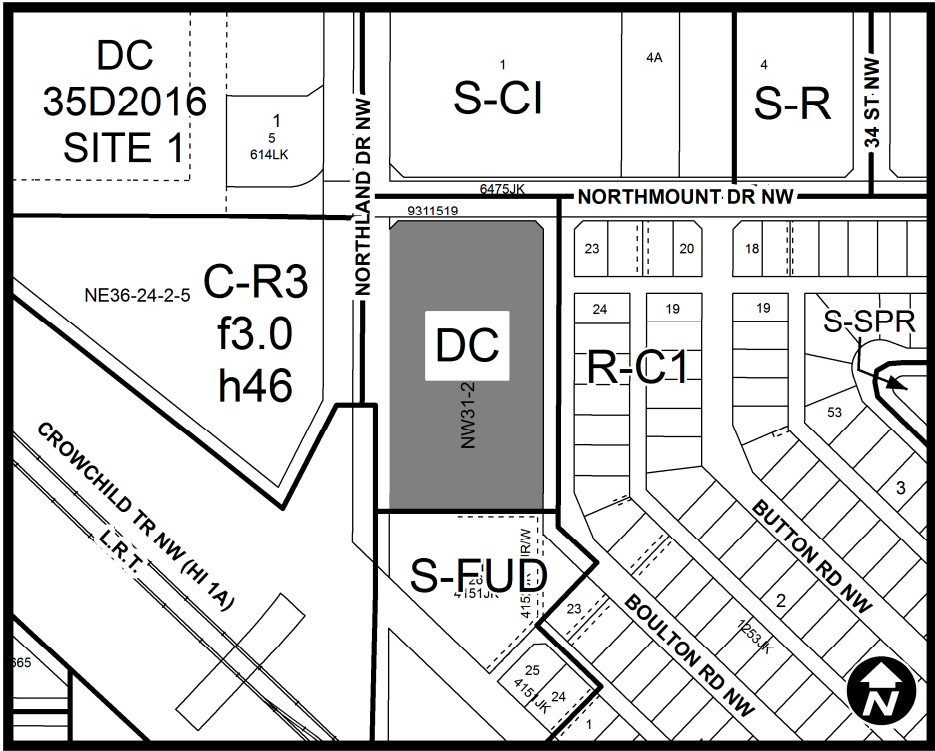 DC
35D2016
SITE 1
1
5
614LK
NORTHLAND DR NW
1
S-CI
4A
4
S-R
34 ST NW
6475JK
NORTHMOUNT DR NW
9311519
NE36-24-2-5
C-R3
f3.0
h46
DC
NW31-2
23
20
18
24
19
19
S-SPR
R-C1
53
3
CROWCHILD TR NW (HI 1A)
L.R.T.
S-FUD
4151JK
R/W
23
BUTTON RD NW
2
BOULTON RD NW
1253JK
25
4151JK
24
1
665
N